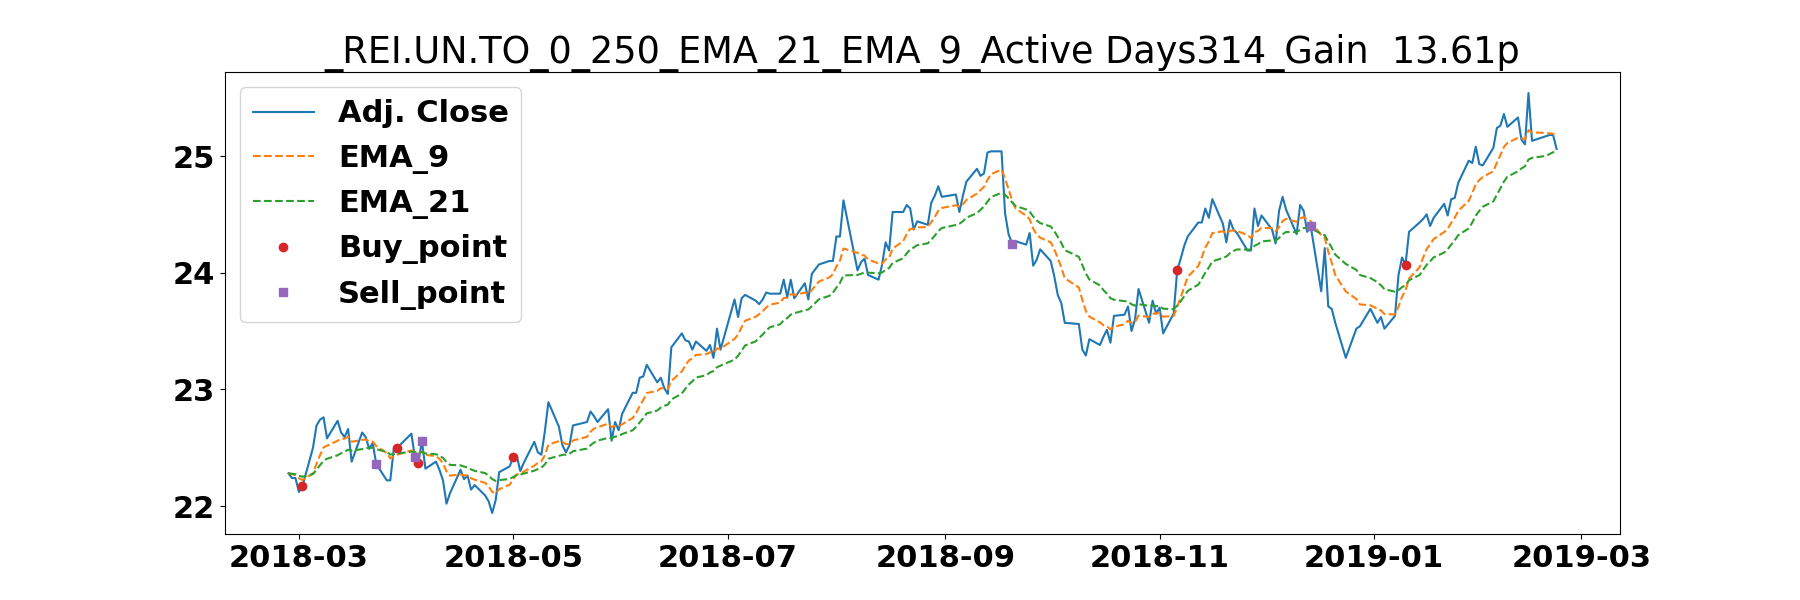 _REI.UN.TO_0_250_EMA_21_EMA_9_Active Days314_Gain  13.61p
Adj. Close
EMA_9
EMA_21
Buy_point
Sell_point
25
24
23
22
2018-03 2018-05 2018-07 2018-09 2018-11 2019-01 2019-03